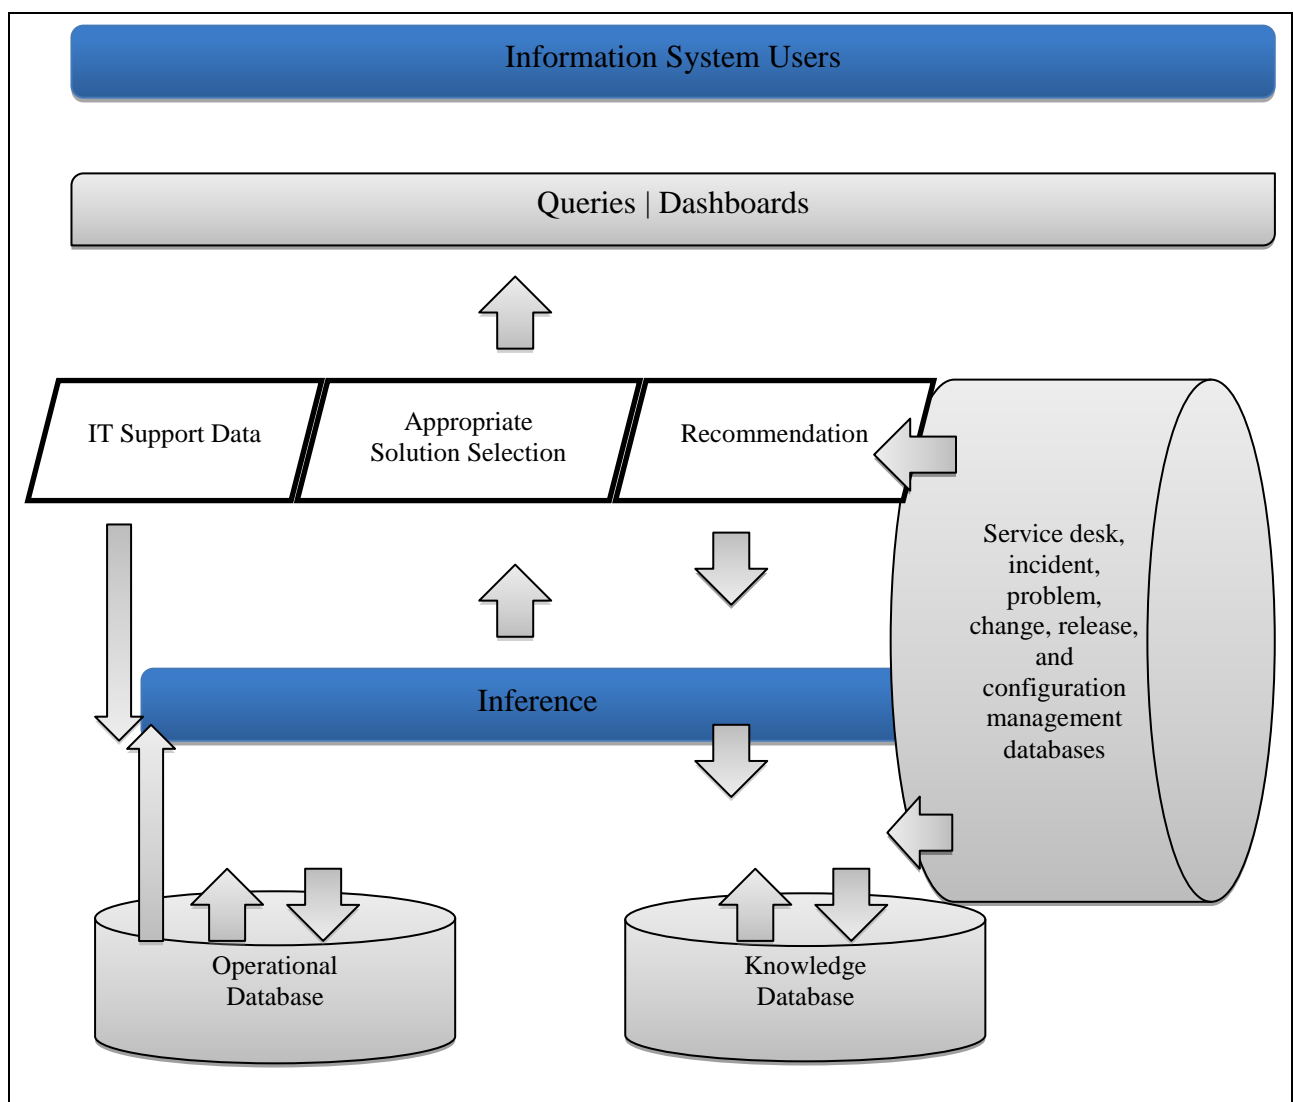 Information System Users
Queries | Dashboards
IT Support Data
Appropriate
Solution Selection
Recommendation
Service desk,
incident,
problem,
change, release,
and
configuration
management
databases
Inference
Operational
Database
Knowledge
Database